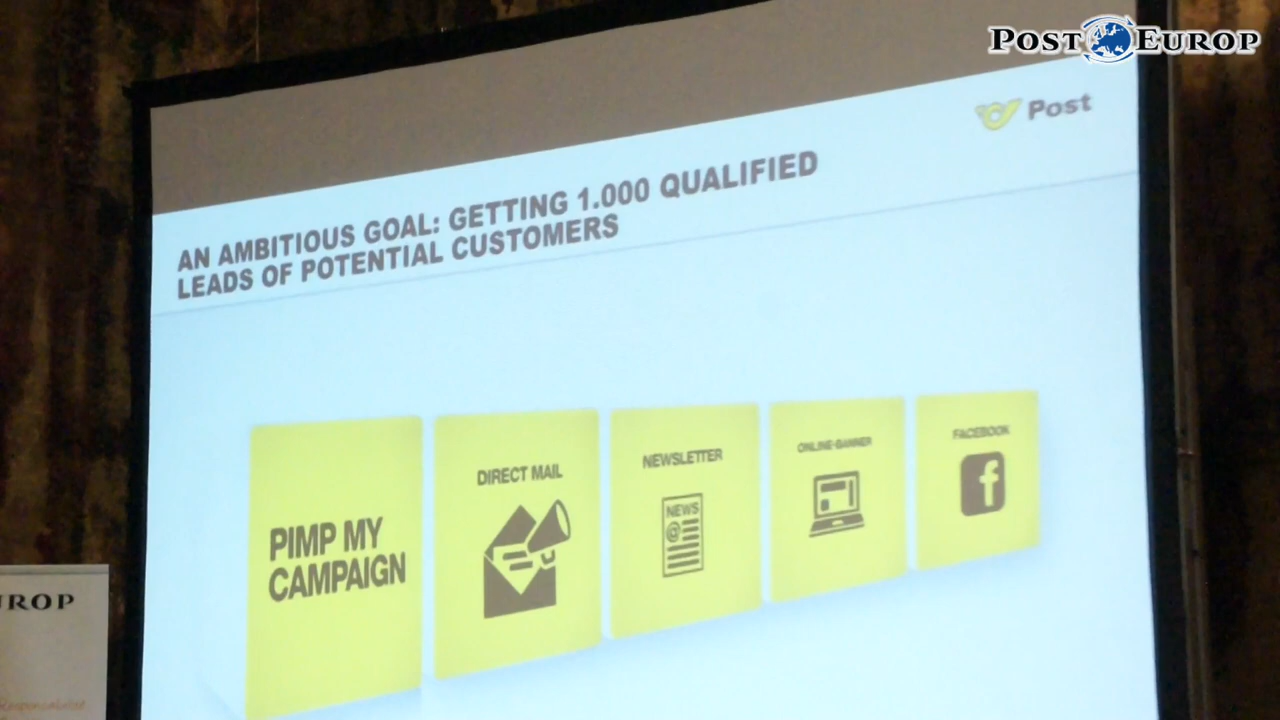 POST EUROP
Post
AN AMBITIOUS GOAL: GETTING 1.000 QUALIFIED
LEADS OF POTENTIAL CUSTOMERS
PIMP MY
CAMPAIGN
DIRECT MAIL
NEWSLETTER
NEWS
@
ONLINE-BANNER
FACEBOOK
f
UROP